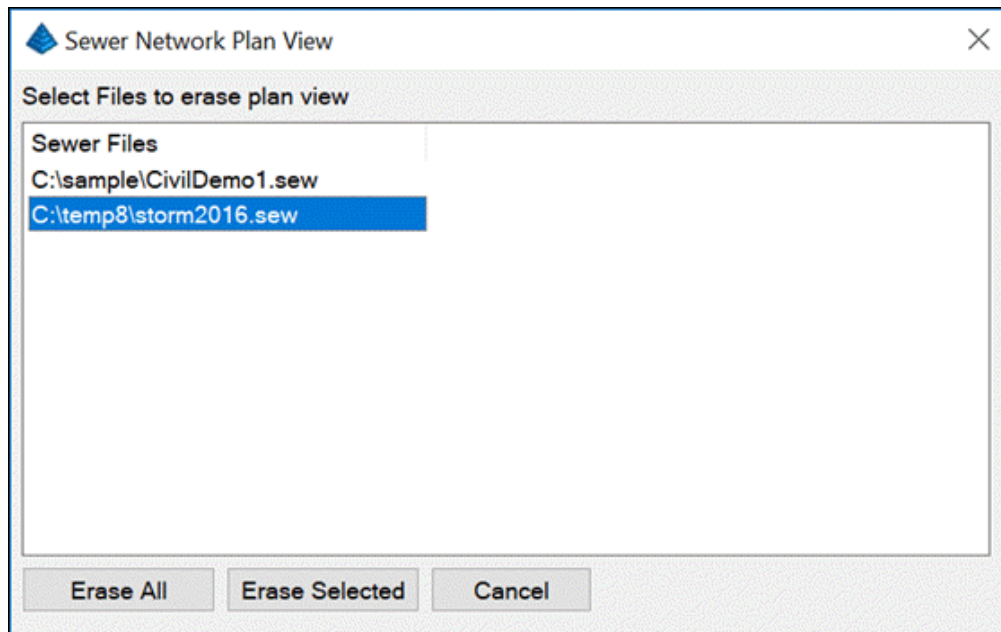 Sewer Network Plan View
Select Files to erase plan view
Sewer Files
C:\sample\CivilDemo1.sew
C:\temp8\storm2016.sew
Erase All Erase Selected Cancel